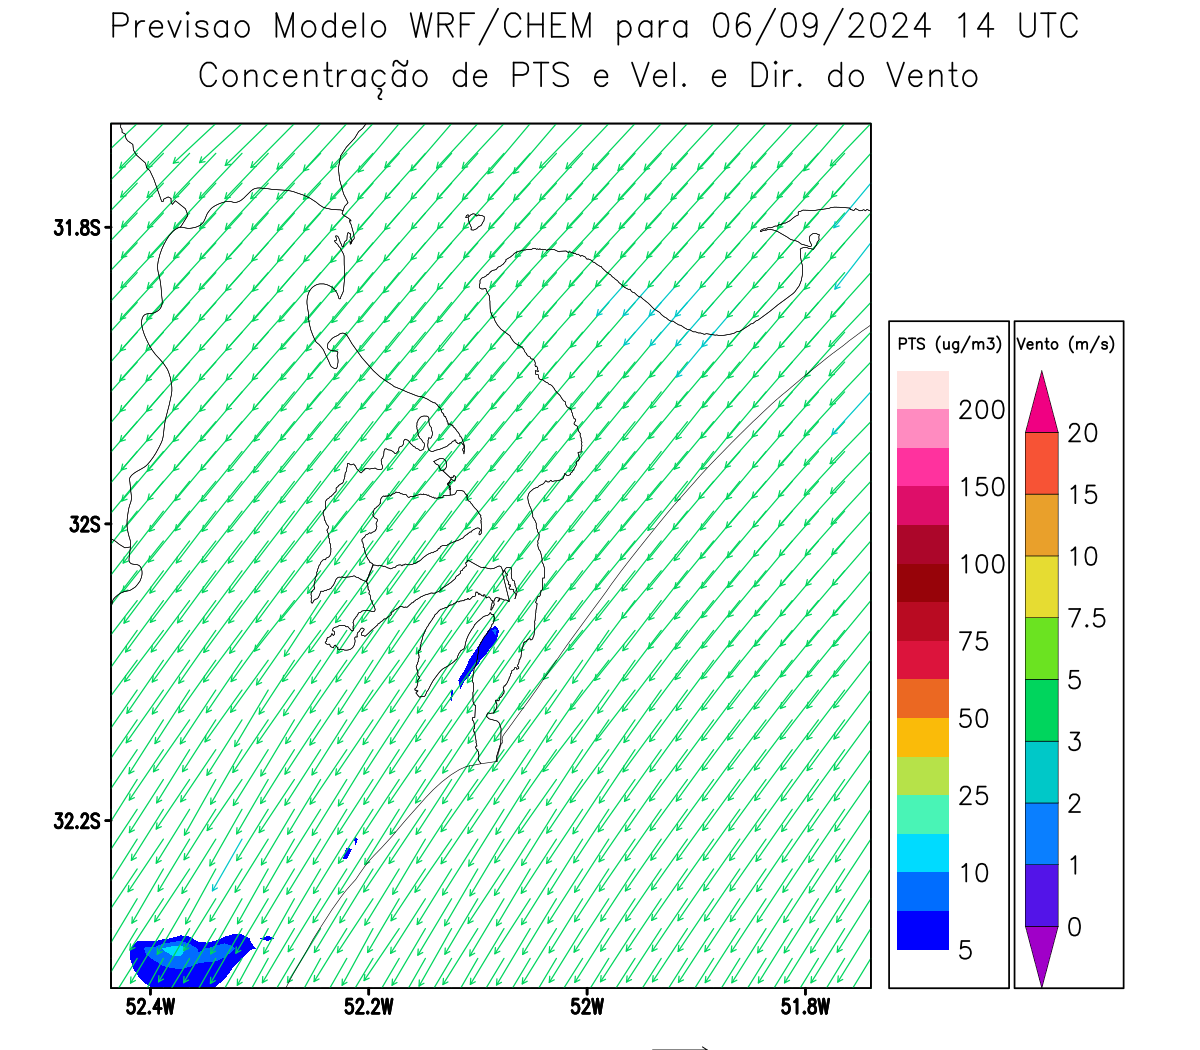 Previsao Modelo WRF/CHEM para 06/09/2024 14 UTC
Concentração de PTS e Vel. e Dir. do Vento
31.8S
32S
32.2S
52.4W 52.2W 52W 51.8W
PTS (ug/m3)
200
150
100
75
50
25
10
5
Vento (m/s)
20
15
10
7.5
5
3
2
1
0